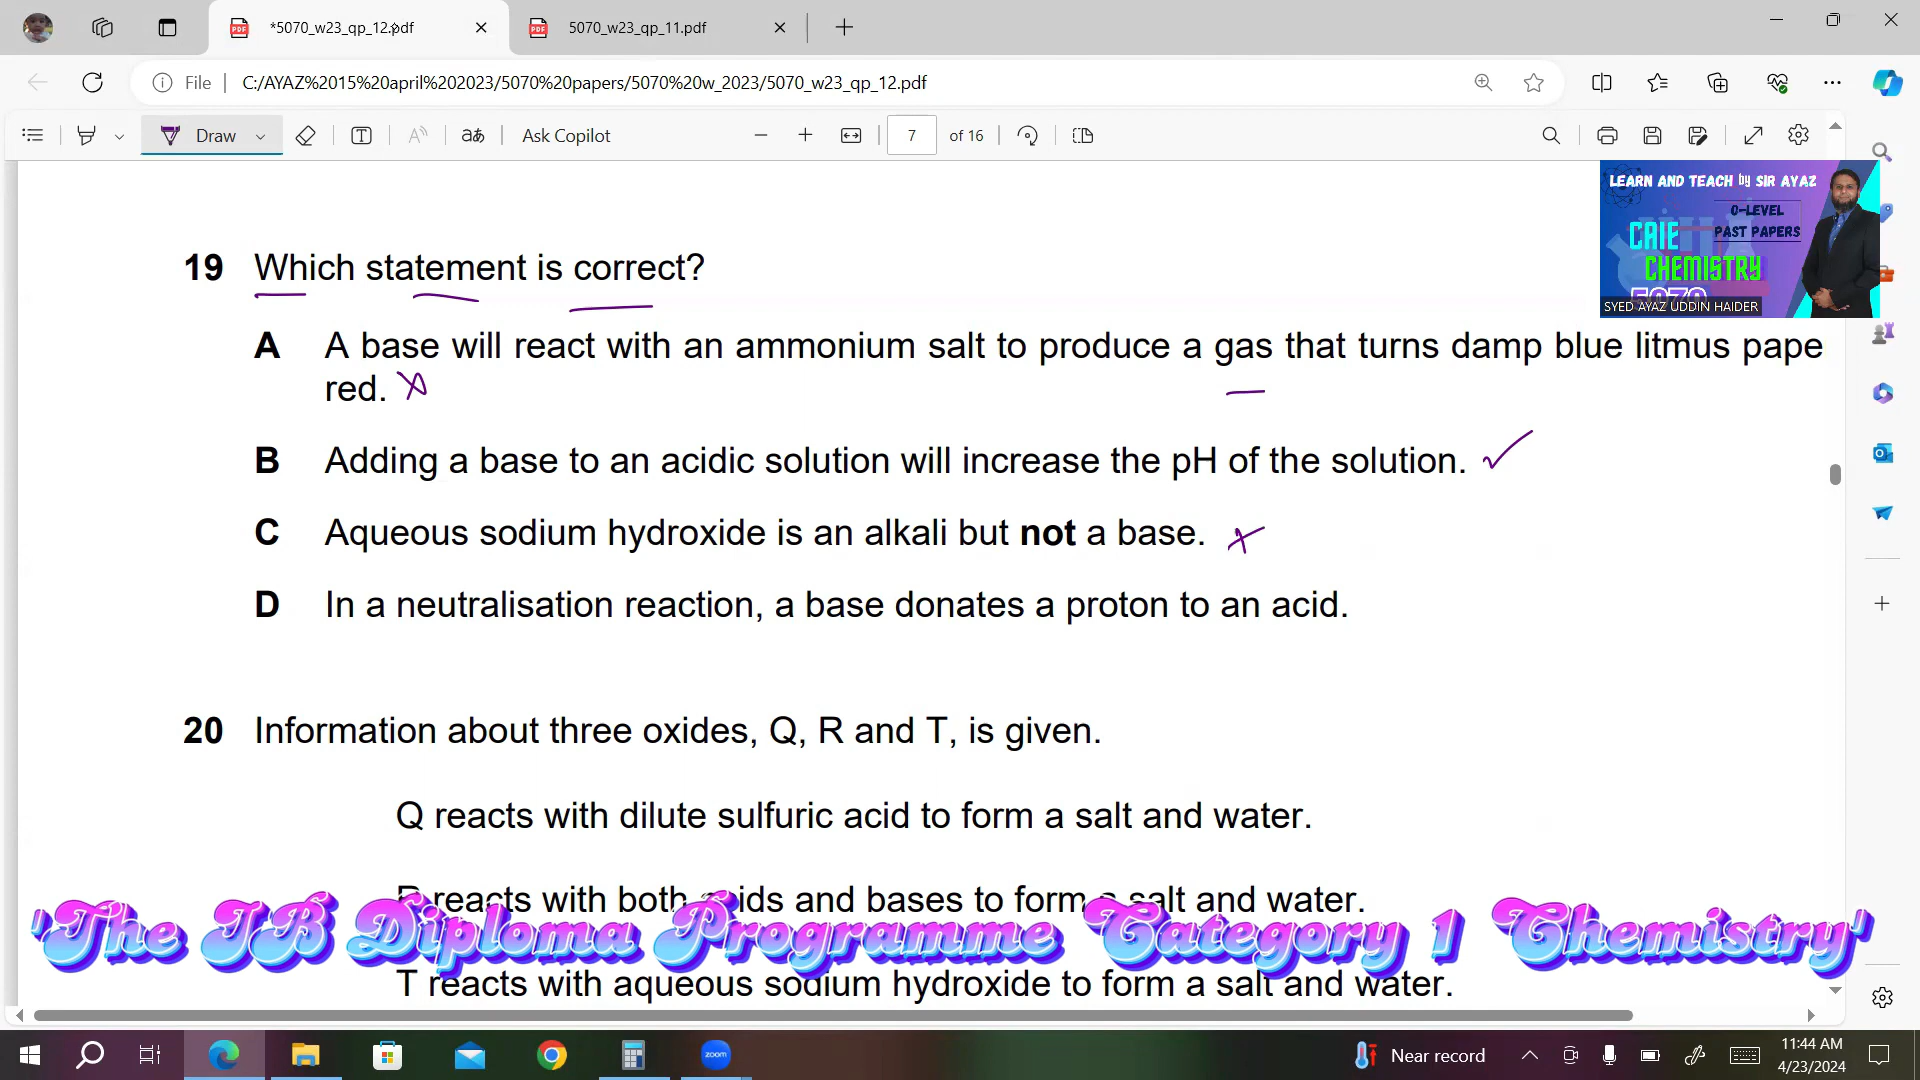 *5070_w23_qp_12.pdf
5070_w23_qp_11.pdf
File
C:/AYAZ%2015%20april%202023/5070%20papers/5070%20w_2023/5070_w23_qp_12.pdf
Draw
aあ
Ask Copilot
7 of 16
LEARN AND TEACH by SIR AYAZ
O-LEVEL
PAST PAPERS
CAIE
CHEMISTRY
5070
SYED AYAZ UDDIN HAIDER
19 Which statement is correct?
A A base will react with an ammonium salt to produce a gas that turns damp blue litmus pape
red.
B Adding a base to an acidic solution will increase the pH of the solution.
C Aqueous sodium hydroxide is an alkali but not a base.
D In a neutralisation reaction, a base donates a proton to an acid.
20 Information about three oxides, Q, R and T, is given.
Q reacts with dilute sulfuric acid to form a salt and water.
R reacts with both acids and bases to form a salt and water.
'The IB Diploma Programme Category 1 Chemistry'
T reacts with aqueous sodium hydroxide to form a salt and water.
zoom
Near record
11:44 AM
4/23/2024